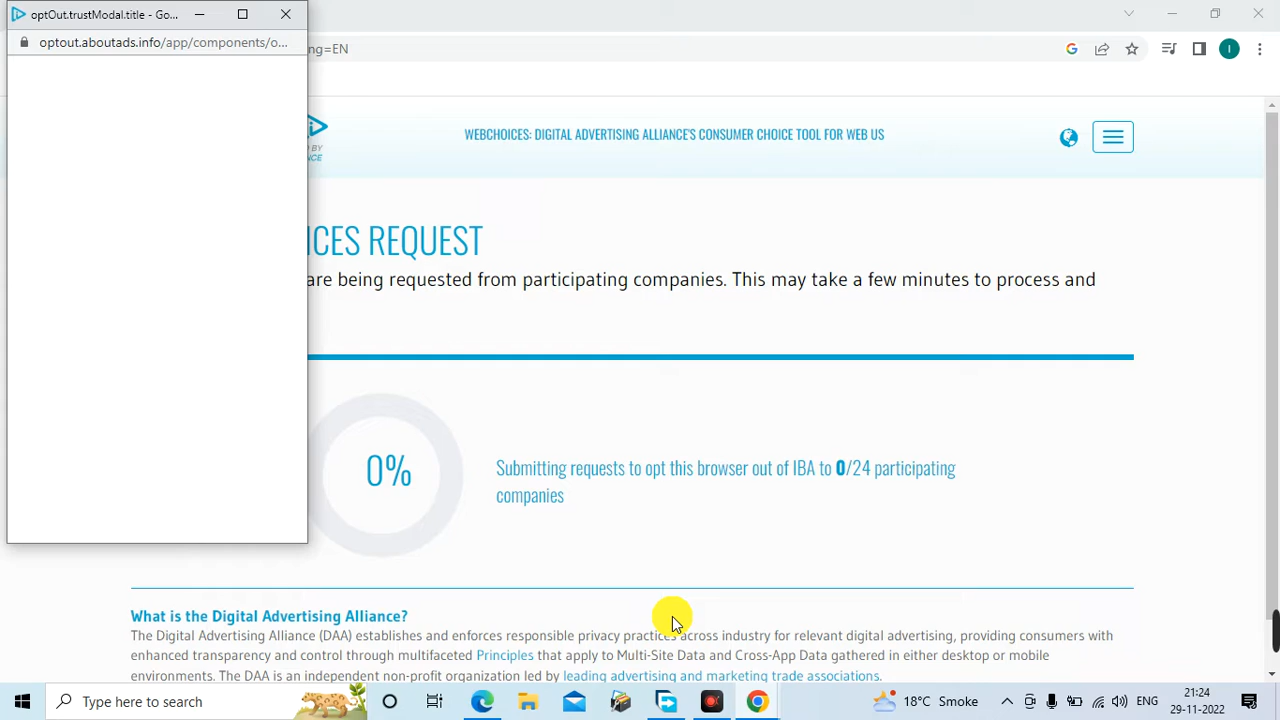 optOut.trustModal.title - Go...
optout.aboutads.info/app/components/o...
ng=EN
I
D BY
NCE
WEBCHOICES: DIGITAL ADVERTISING ALLIANCE'S CONSUMER CHOICE TOOL FOR WEB US
ICES REQUEST
are being requested from participating companies. This may take a few minutes to process and
0%
Submitting requests to opt this browser out of IBA to 0/24 participating
companies
What is the Digital Advertising Alliance?
The Digital Advertising Alliance (DAA) establishes and enforces responsible privacy practices across industry for relevant digital advertising, providing consumers with
enhanced transparency and control through multifaceted Principles that apply to Multi-Site Data and Cross-App Data gathered in either desktop or mobile
environments. The DAA is an independent non-profit organization led by leading advertising and marketing trade associations.
Type here to search
18°C Smoke
ENG
21:24
29-11-2022